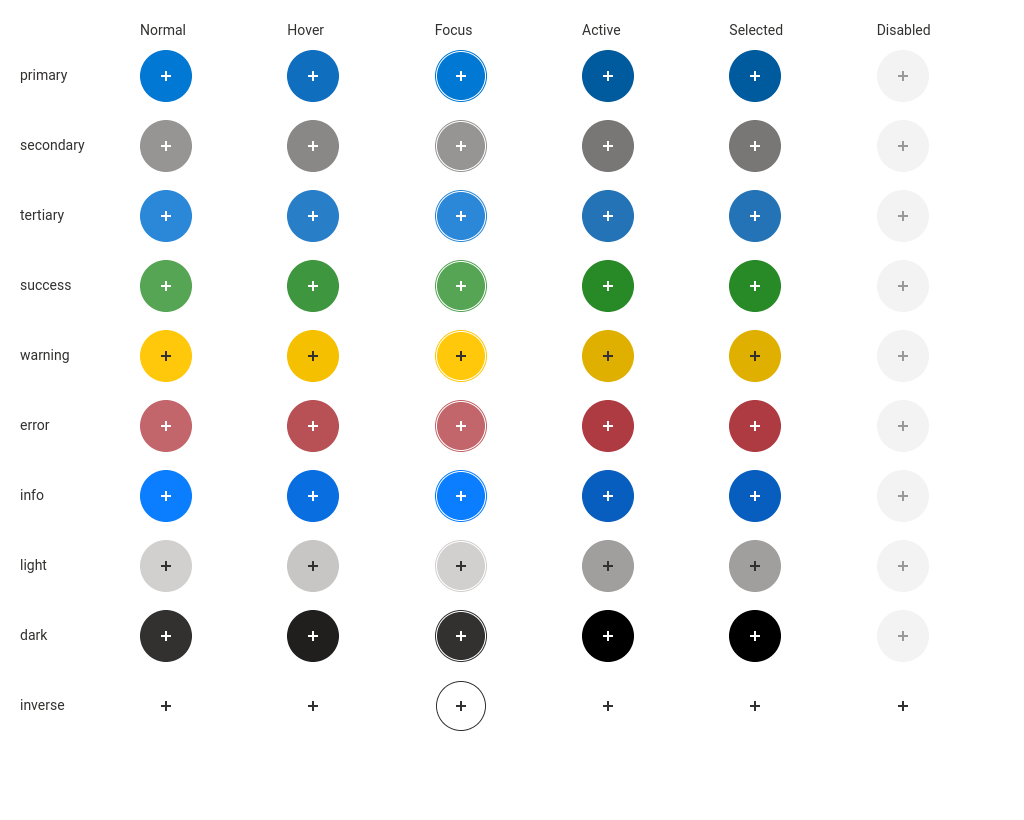 Normal Hover Focus Active Selected Disabled
primary
secondary
tertiary
success
warning
error
info
light
dark
inverse